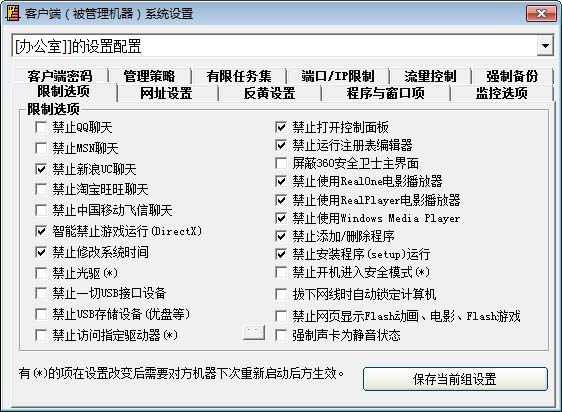 客户端（被管理机器）系统设置
[办公室]]的设置配置
客户端密码 管理策略 有限任务集 端口/IP限制 流量控制 强制备份
限制选项 网址设置 反黄设置 程序与窗口项 监控选项
限制选项
禁止QQ聊天
禁止MSN聊天
禁止新浪UC聊天
禁止淘宝旺旺聊天
禁止中国移动飞信聊天
智能禁止游戏运行(DirectX)
禁止修改系统时间
禁止光驱(*)
禁止一切USB接口设备
禁止USB存储设备(优盘等)
禁止访问指定驱动器(*)
禁止打开控制面板
禁止运行注册表编辑器
屏蔽360安全卫士主界面
禁止使用RealOne电影播放器
禁止使用RealPlayer电影播放器
禁止使用Windows Media Player
禁止添加/删除程序
禁止安装程序(setup)运行
禁止开机进入安全模式(*)
拔下网线时自动锁定计算机
禁止网页显示Flash动画、电影、Flash游戏
强制声卡为静音状态
有(*)的项在设置改变后需要对方机器下次重新启动后方生效。
保存当前组设置